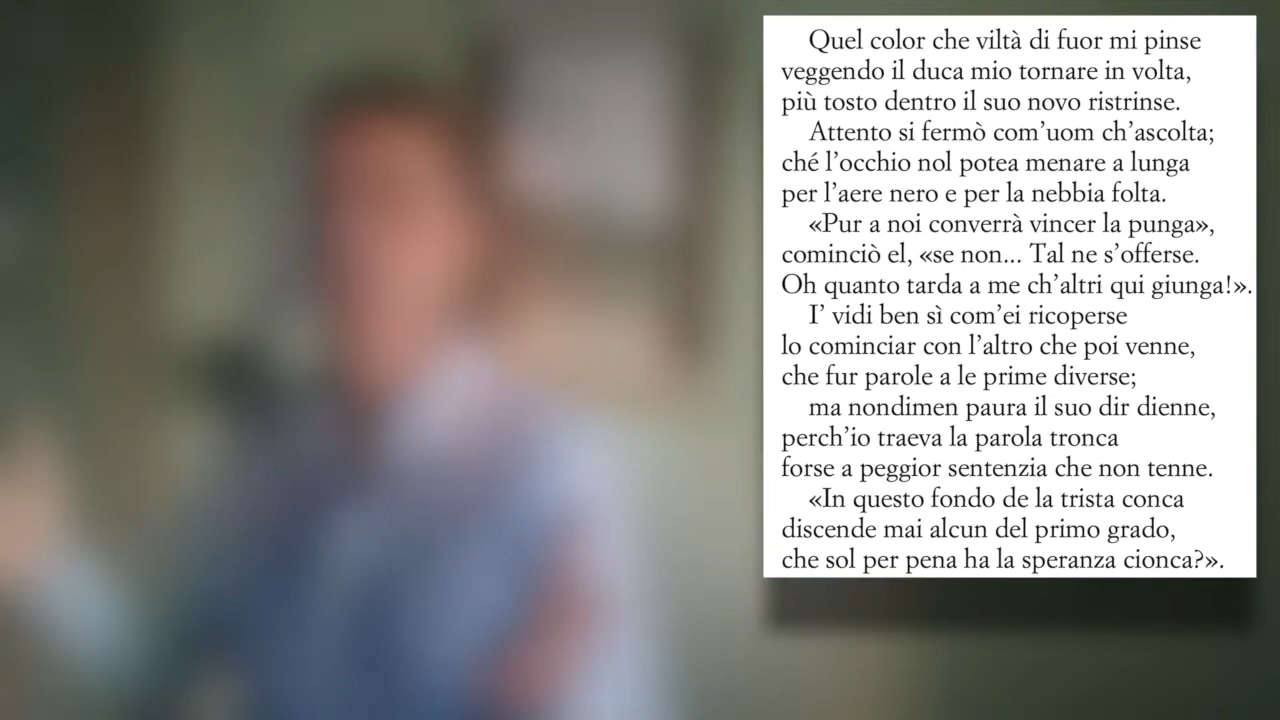 Quel color che viltà di fuor mi pinse
veggendo il duca mio tornare in volta,
più tosto dentro il suo novo ristrinse.
Attento si fermò com’uom ch’ascolta;
ché l’occhio nol potea menare a lunga
per l’aere nero e per la nebbia folta.
«Pur a noi converrà vincer la punga»,
cominciò el, «se non... Tal ne s’offerse.
Oh quanto tarda a me ch’altri qui giunga!».
I’ vidi ben sì com’ei ricoperse
lo cominciar con l’altro che poi venne,
che fur parole a le prime diverse;
ma nondimen paura il suo dir dienne,
perch’io traeva la parola tronca
forse a peggior sentenzia che non tenne.
«In questo fondo de la trista conca
discende mai alcun del primo grado,
che sol per pena ha la speranza cionca?».